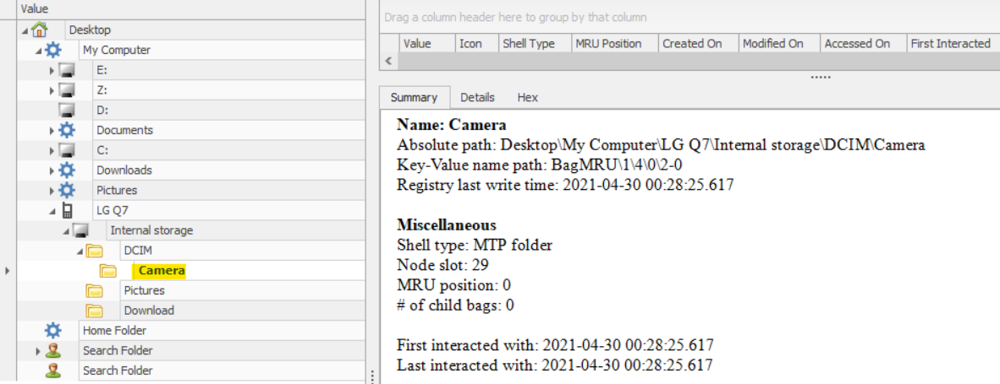 Value
Desktop
My Computer
E:
Z:
D:
Documents
C:
Downloads
Pictures
LG Q7
Internal storage
DCIM
Camera
Pictures
Download
Home Folder
Search Folder
Search Folder
Drag a column header here to group by that column
Value Icon Shell Type MRU Position Created On Modified On Accessed On First Interacted
Summary Details Hex
Name: Camera
Absolute path: Desktop\My Computer\LG Q7\Internal storage\DCIM\Camera
Key-Value name path: BagMRU\1\4\0\2-0
Registry last write time: 2021-04-30 00:28:25.617
Miscellaneous
Shell type: MTP folder
Node slot: 29
MRU position: 0
# of child bags: 0
First interacted with: 2021-04-30 00:28:25.617
Last interacted with: 2021-04-30 00:28:25.617